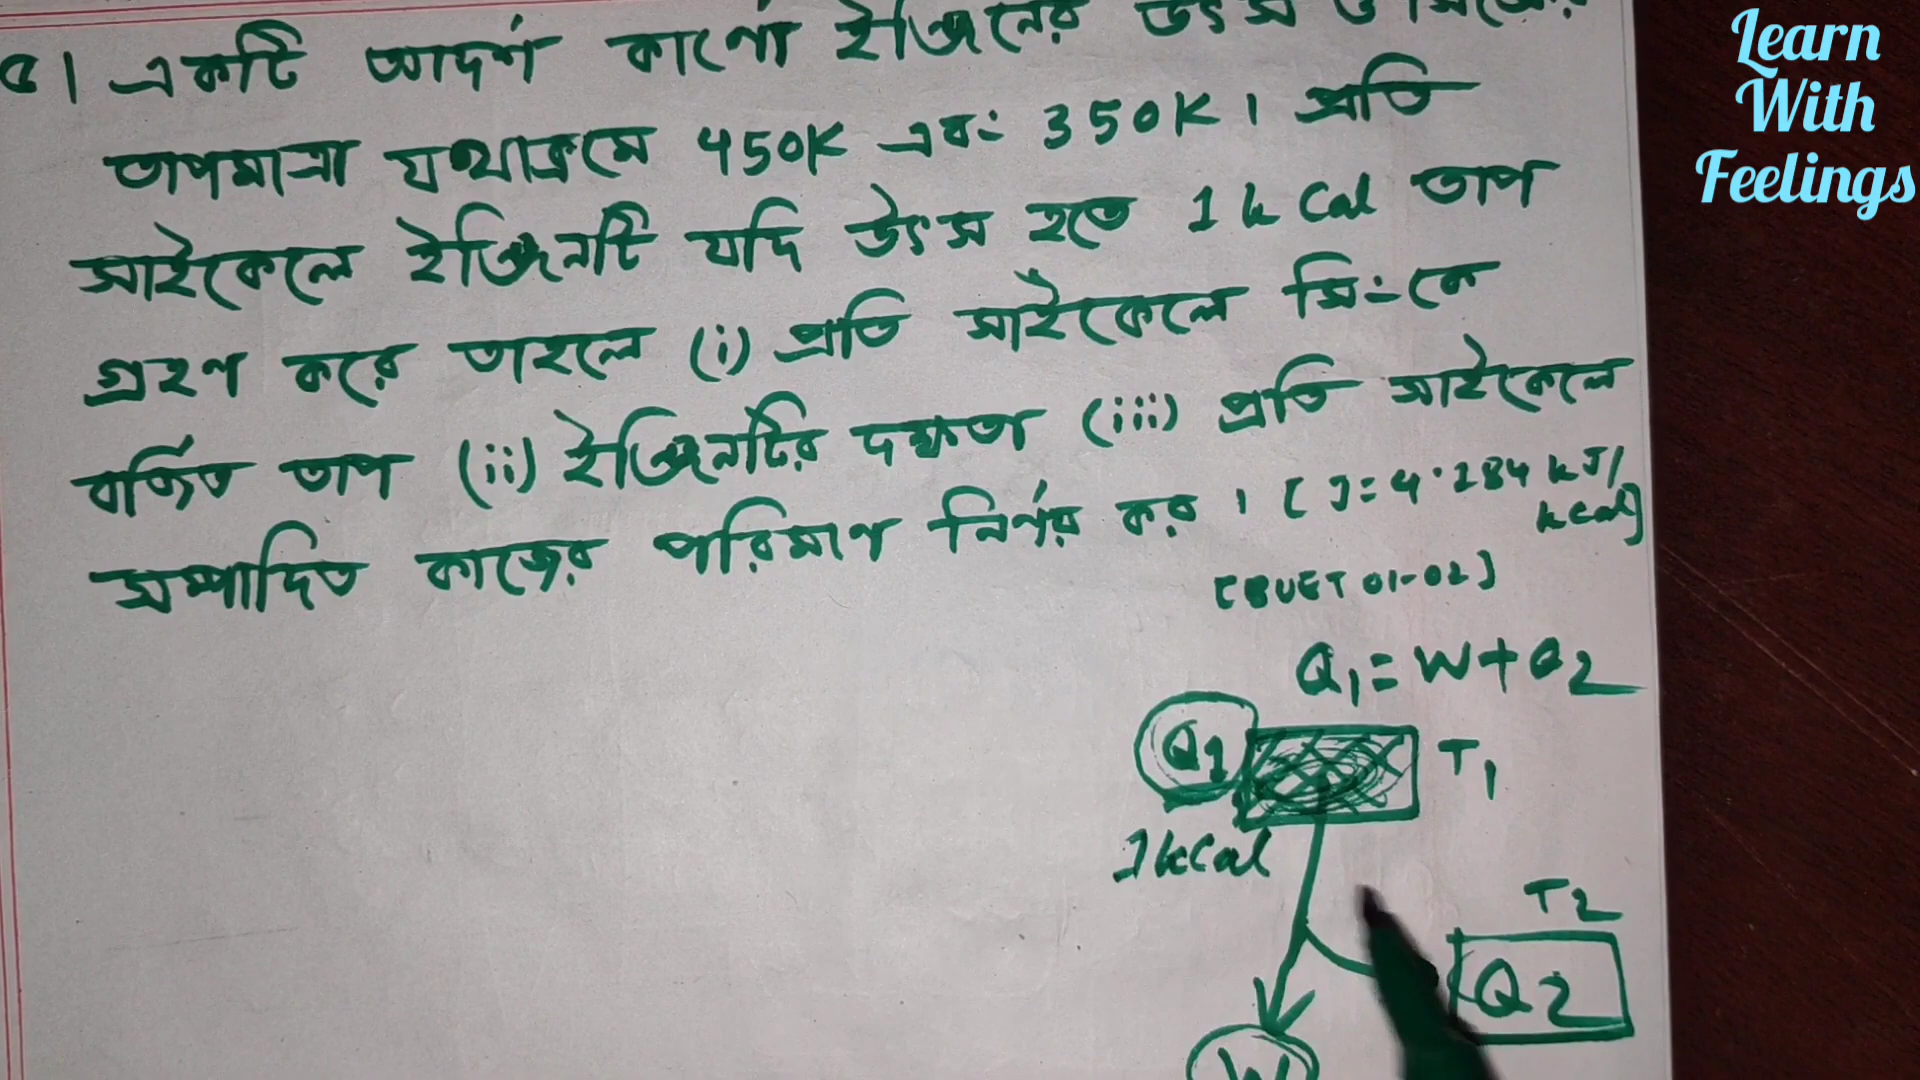 ৫। একটি আদর্শ কার্ণো ইঞ্জিনের উৎস ও সিংকের
তাপমাত্রা যথাক্রমে 450K এবং 350K। প্রতি
সাইকেলে ইঞ্জিনটি যদি উৎস হতে 1 k Cal তাপ
গ্রহণ করে তাহলে (i) প্রতি সাইকেলে সিংকে
বর্জিত তাপ (ii) ইঞ্জিনটির দক্ষতা (iii) প্রতি সাইকেলে
সম্পাদিত কাজের পরিমাণ নির্ণয় কর। [J=4.184 kJ/
kcal]
[BUET 01-02]
Q1=W+Q2
Q1
T1
1kCal
T2
Q2
W
Learn
With
Feelings